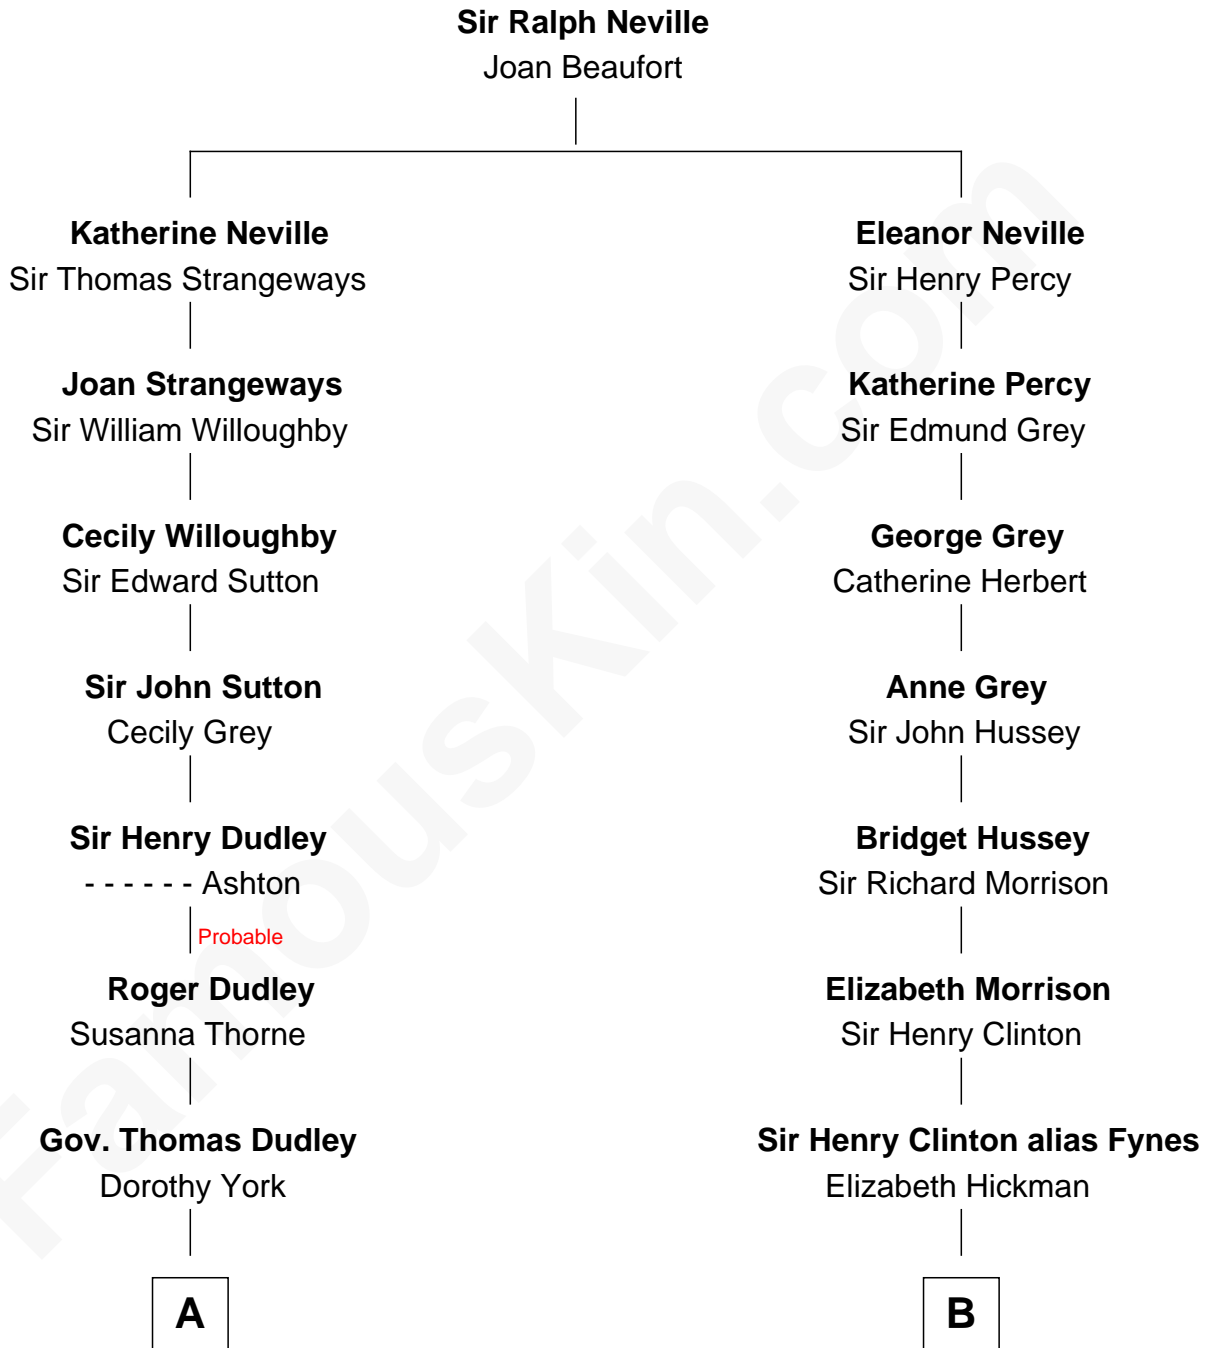 Sir Ralph Neville
Joan Beaufort
Katherine Neville
Sir Thomas Strangeways
Eleanor Neville
Sir Henry Percy
Joan Strangeways
Sir William Willoughby
Katherine Percy
Sir Edmund Grey
Cecily Willoughby
Sir Edward Sutton
George Grey
Catherine Herbert
Sir John Sutton
Cecily Grey
Anne Grey
Sir John Hussey
Sir Henry Dudley
- - - - - - Ashton
Bridget Hussey
Sir Richard Morrison
Probable
Roger Dudley
Susanna Thorne
Elizabeth Morrison
Sir Henry Clinton
Gov. Thomas Dudley
Dorothy York
Sir Henry Clinton alias Fynes
Elizabeth Hickman
A
B
FamousKin.com